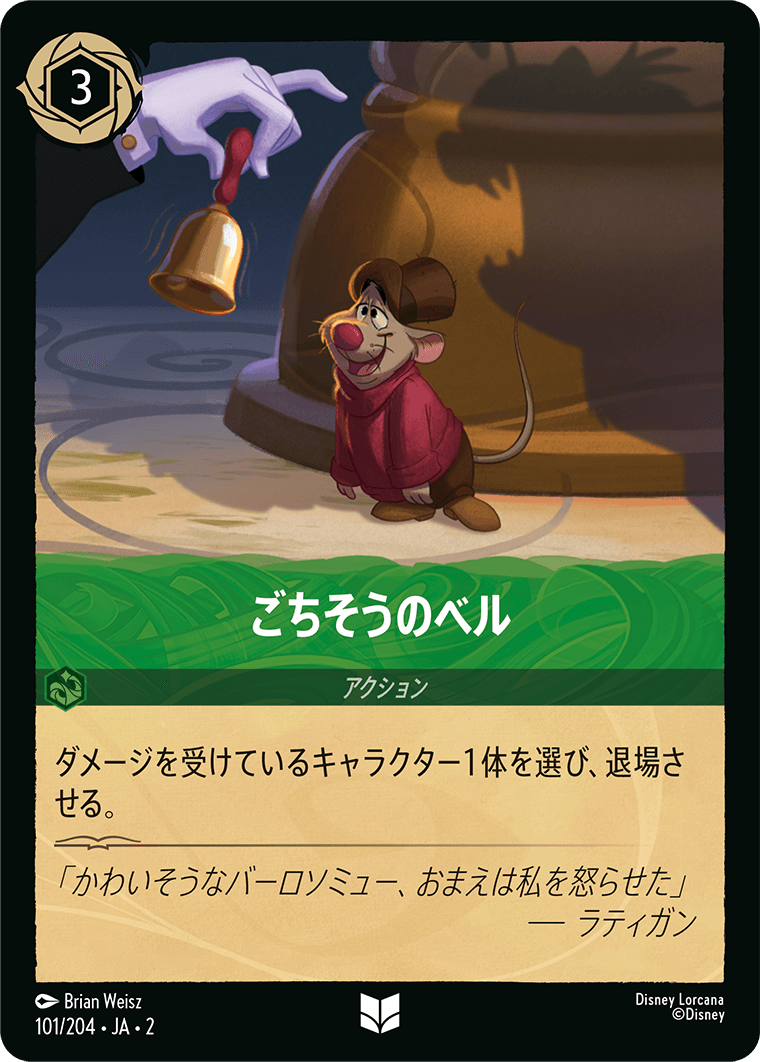 3
ごちそうのベル
アクション
ダメージを受けているキャラクター1体を選び、退場さ
せる。
「かわいそうなバーロソミュー、おまえは私を怒らせた」
── ラティガン
Brian Weisz
Disney Lorcana
101/204 • JA • 2
©Disney